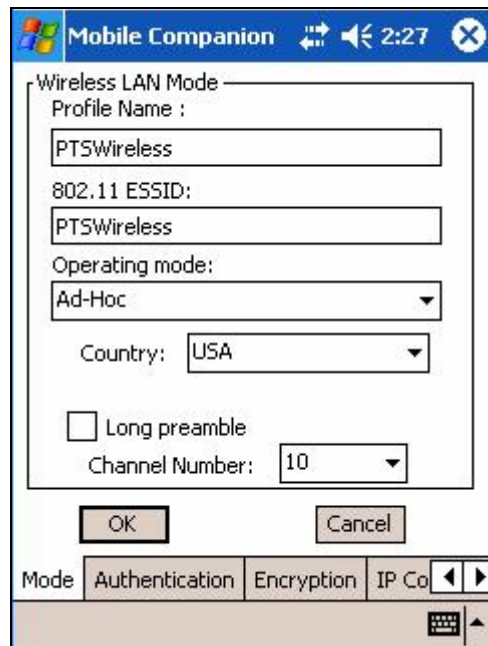 Mobile Companion 2:27
Wireless LAN Mode
Profile Name :
PTSWireless
802.11 ESSID:
PTSWireless
Operating mode:
Ad-Hoc
Country: USA
Long preamble
Channel Number: 10
OK Cancel
Mode Authentication Encryption IP Co